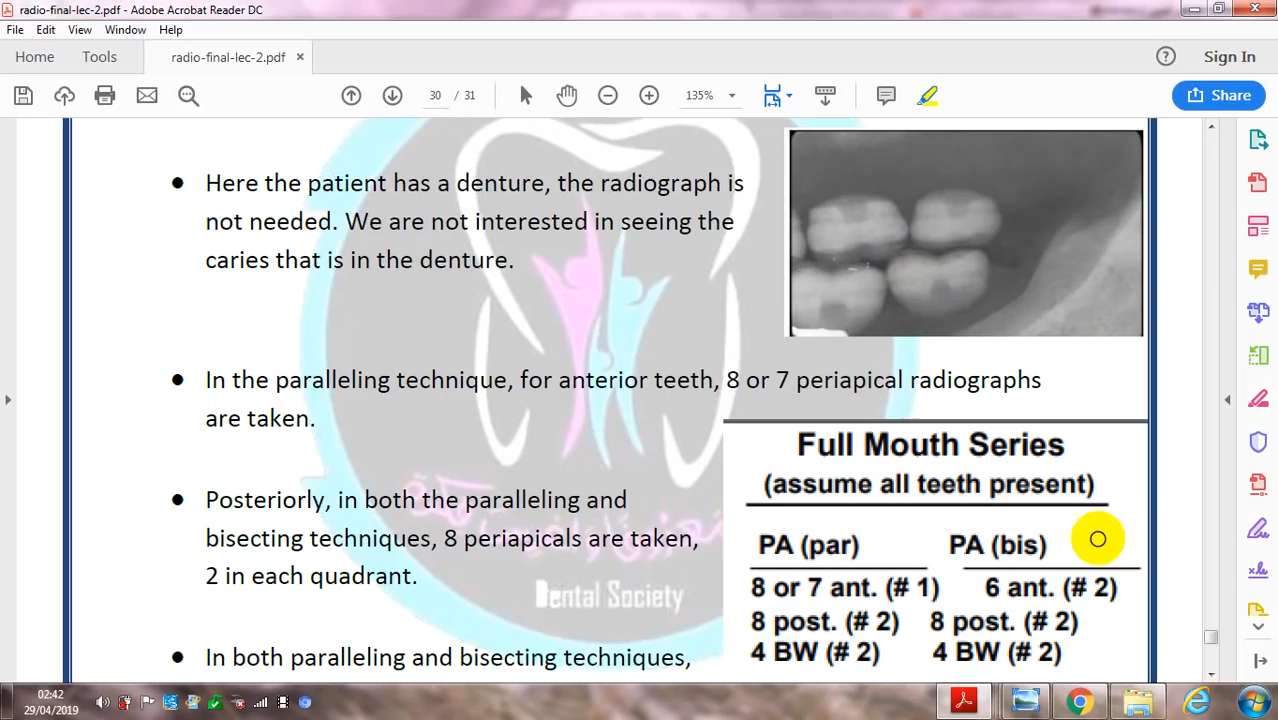 radio-final-lec-2.pdf - Adobe Acrobat Reader DC
File Edit View Window Help
Home Tools radio-final-lec-2.pdf × ? Sign In
30 / 31 135% Share
● Here the patient has a denture, the radiograph is
not needed. We are not interested in seeing the
caries that is in the denture.
● In the paralleling technique, for anterior teeth, 8 or 7 periapical radiographs
are taken.
● Posteriorly, in both the paralleling and
bisecting techniques, 8 periapicals are taken,
2 in each quadrant.
● In both paralleling and bisecting techniques,
Full Mouth Series
(assume all teeth present)
PA (par) PA (bis)
8 or 7 ant. (# 1) 6 ant. (# 2)
8 post. (# 2) 8 post. (# 2)
4 BW (# 2) 4 BW (# 2)
Dental Society
02:42
29/04/2019